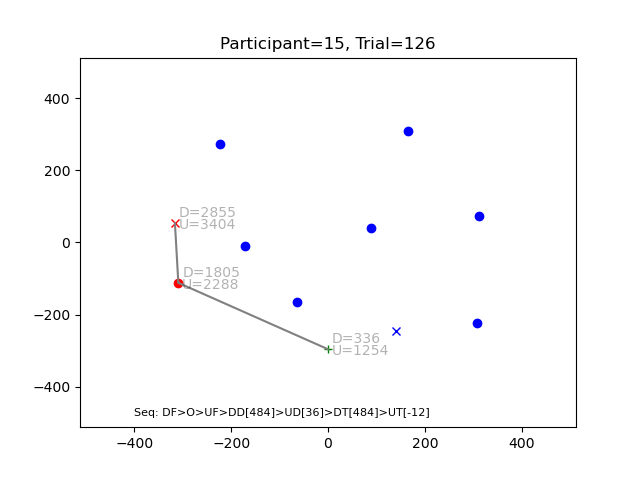 Participant=15, Trial=126
400
200
0
−200
−400
D=2855
U=3404
D=1805
U=2288
D=336
U=1254
Seq: DF>O>UF>DD[484]>UD[36]>DT[484]>UT[-12]
−400
−200
0
200
400